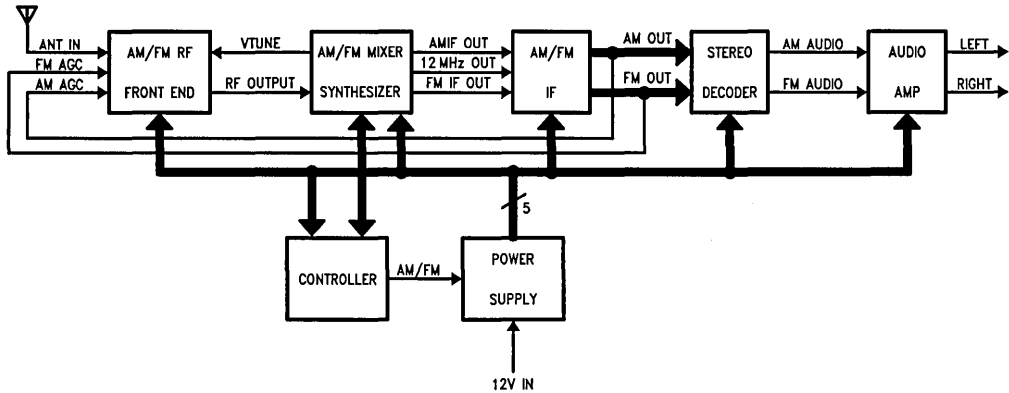 ANT IN
FM AGC
AM AGC
AM/FM RF
FRONT END
VTUNE
RF OUTPUT
AM/FM MIXER
SYNTHESIZER
AMIF OUT
12 MHz OUT
FM IF OUT
AM/FM
IF
AM OUT
FM OUT
STEREO
DECODER
AM AUDIO
FM AUDIO
AUDIO
AMP
LEFT
RIGHT
5
CONTROLLER
AM/FM
POWER
SUPPLY
12V IN